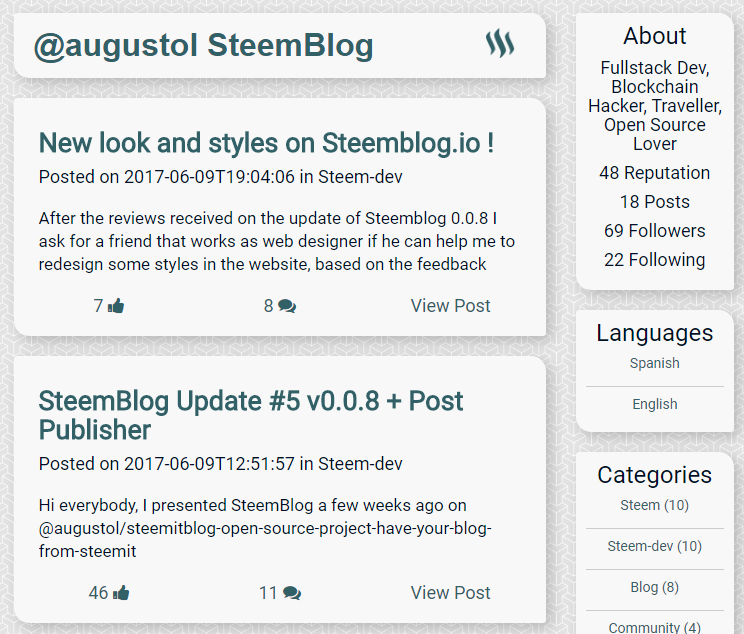 @augustol SteemBlog
New look and styles on Steemblog.io !
Posted on 2017-06-09T19:04:06 in Steem-dev
After the reviews received on the update of Steemblog 0.0.8 I
ask for a friend that works as web designer if he can help me to
redesign some styles in the website, based on the feedback
7
8
View Post
SteemBlog Update #5 v0.0.8 + Post
Publisher
Posted on 2017-06-09T12:51:57 in Steem-dev
Hi everybody, I presented SteemBlog a few weeks ago on
@augustol/steemitblog-open-source-project-have-your-blog-
from-steemit
46
11
View Post
About
Fullstack Dev,
Blockchain
Hacker, Traveller,
Open Source
Lover
48 Reputation
18 Posts
69 Followers
22 Following
Languages
Spanish
English
Categories
Steem (10)
Steem-dev (10)
Blog (8)
Community (4)